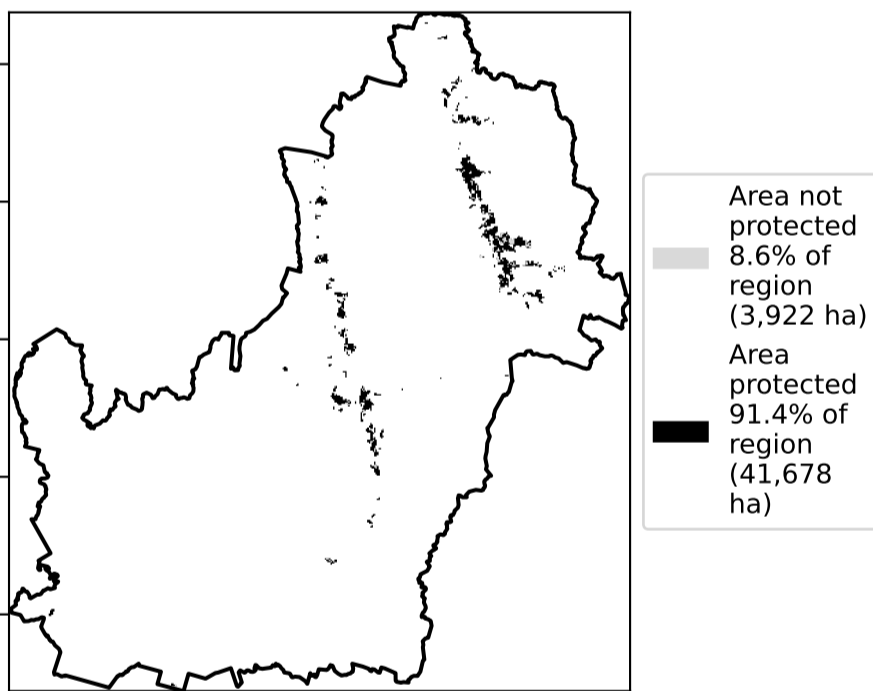 Area not
protected
8.6% of
region
(3,922 ha)
Area
protected
91.4% of
region
(41,678
ha)